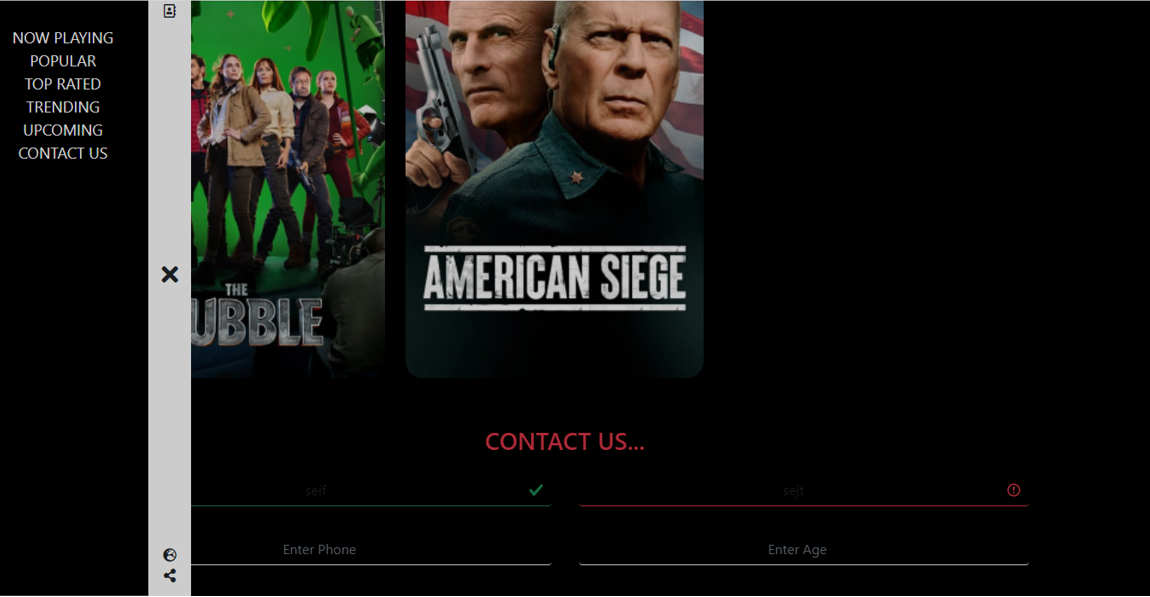 NOW PLAYING
POPULAR
TOP RATED
TRENDING
UPCOMING
CONTACT US
THE
UBBLE
AMERICAN SIEGE
CONTACT US...
seif
sejt
Enter Phone
Enter Age